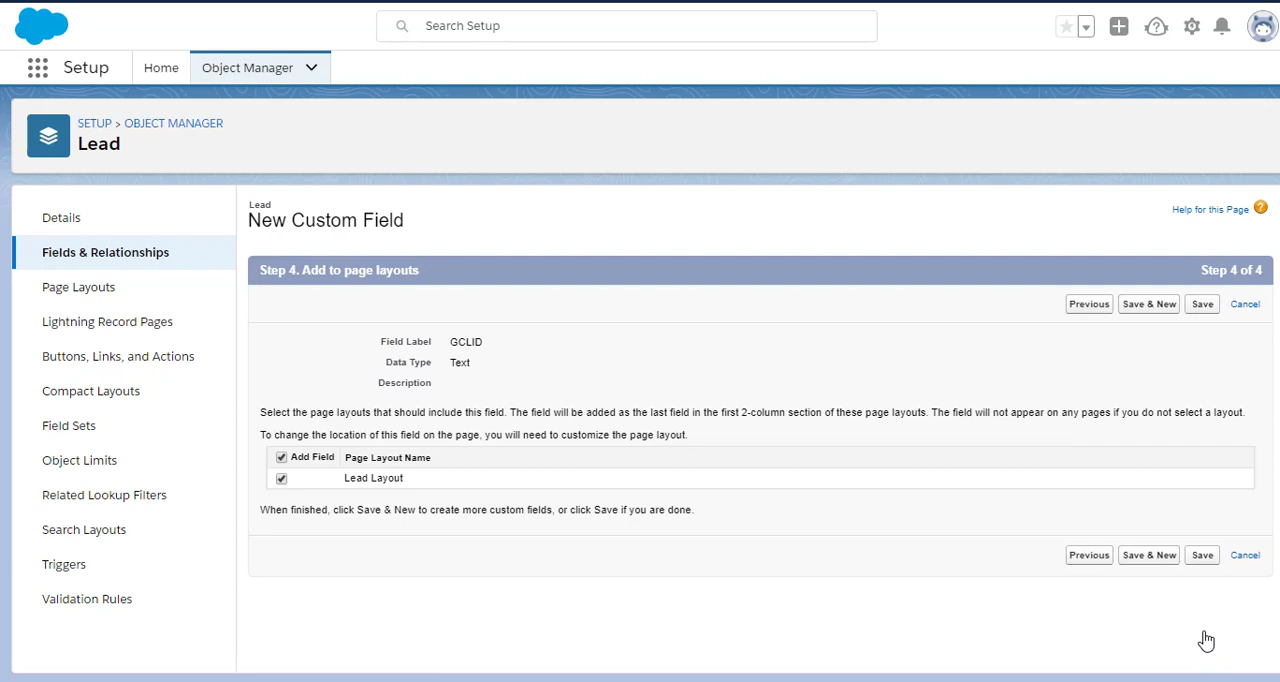 Search Setup
Setup
Home
Object Manager
SETUP > OBJECT MANAGER
Lead
Details
Fields & Relationships
Page Layouts
Lightning Record Pages
Buttons, Links, and Actions
Compact Layouts
Field Sets
Object Limits
Related Lookup Filters
Search Layouts
Triggers
Validation Rules
Lead
New Custom Field
Help for this Page ?
Step 4. Add to page layouts Step 4 of 4
Previous Save & New Save Cancel
Field Label GCLID
Data Type Text
Description
Select the page layouts that should include this field. The field will be added as the last field in the first 2-column section of these page layouts. The field will not appear on any pages if you do not select a layout.
To change the location of this field on the page, you will need to customize the page layout.
Add Field Page Layout Name
Lead Layout
When finished, click Save & New to create more custom fields, or click Save if you are done.
Previous Save & New Save Cancel